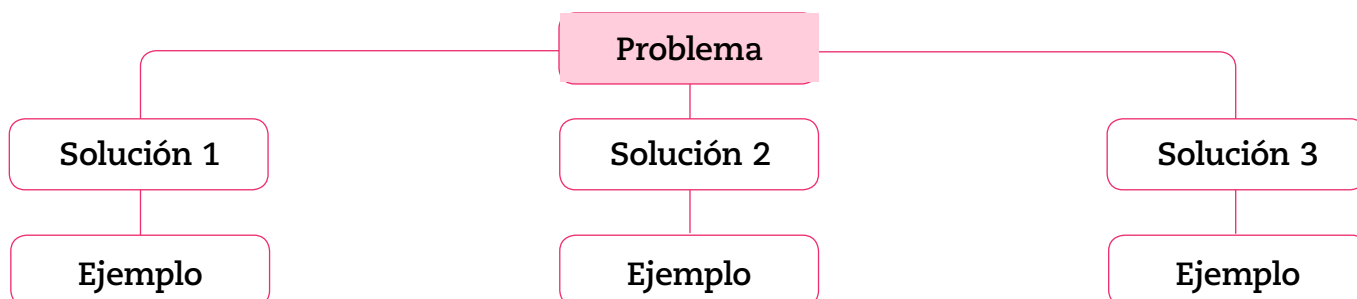 Problema
Solución 1
Solución 2
Solución 3
Ejemplo
Ejemplo
Ejemplo